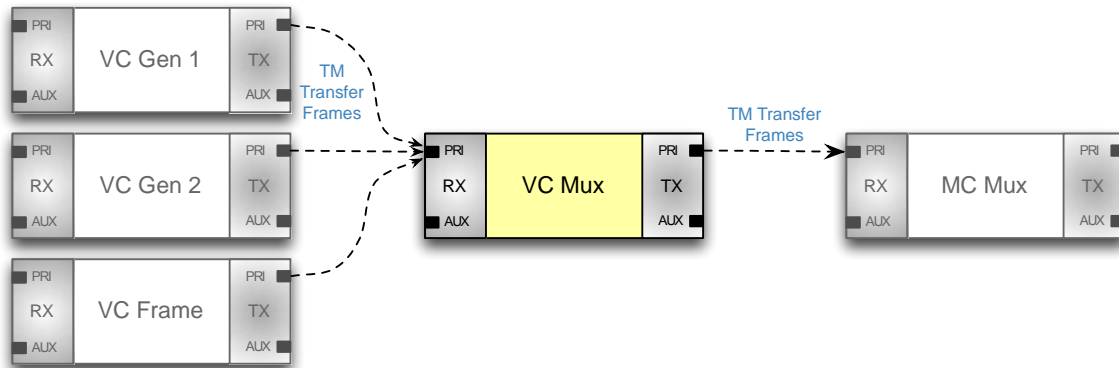 PRI
RX
AUX
VC Gen 1
PRI
TX
AUX
TM
Transfer
Frames
PRI
RX
AUX
VC Gen 2
PRI
TX
AUX
PRI
RX
AUX
VC Mux
PRI
TX
AUX
TM Transfer
Frames
PRI
RX
AUX
MC Mux
PRI
TX
AUX
PRI
RX
AUX
VC Frame
PRI
TX
AUX